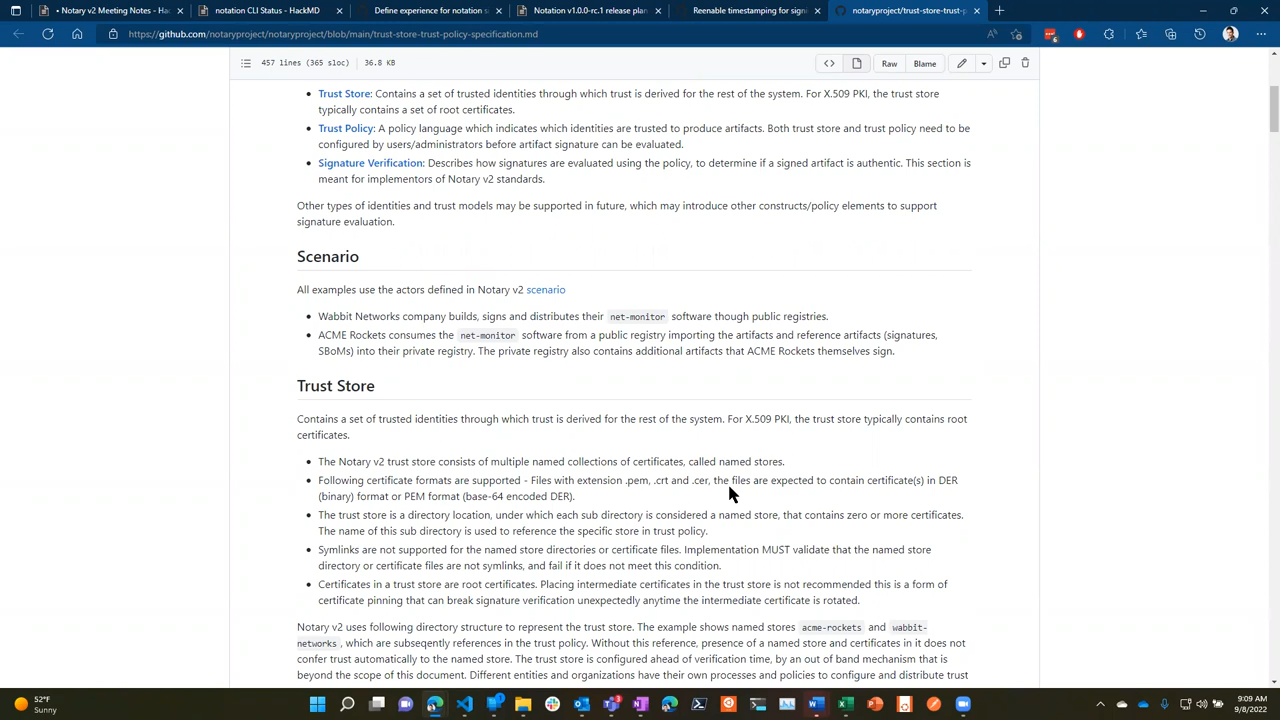 Notary v2 Meeting Notes - Hac
notation CLI Status - HackMD
Define experience for notation s
Notation v1.0.0-rc.1 release plan
Reenable timestamping for signi
notaryproject/trust-store-trust-p
https://github.com/notaryproject/notaryproject/blob/main/trust-store-trust-policy-specification.md
457 lines (365 sloc) 36.8 KB
Raw Blame
Trust Store: Contains a set of trusted identities through which trust is derived for the rest of the system. For X.509 PKI, the trust store
typically contains a set of root certificates.
Trust Policy: A policy language which indicates which identities are trusted to produce artifacts. Both trust store and trust policy need to be
configured by users/administrators before artifact signature can be evaluated.
Signature Verification: Describes how signatures are evaluated using the policy, to determine if a signed artifact is authentic. This section is
meant for implementors of Notary v2 standards.
Other types of identities and trust models may be supported in future, which may introduce other constructs/policy elements to support
signature evaluation.
Scenario
All examples use the actors defined in Notary v2 scenario
Wabbit Networks company builds, signs and distributes their net-monitor software though public registries.
ACME Rockets consumes the net-monitor software from a public registry importing the artifacts and reference artifacts (signatures,
SBoMs) into their private registry. The private registry also contains additional artifacts that ACME Rockets themselves sign.
Trust Store
Contains a set of trusted identities through which trust is derived for the rest of the system. For X.509 PKI, the trust store typically contains root
certificates.
The Notary v2 trust store consists of multiple named collections of certificates, called named stores.
Following certificate formats are supported - Files with extension .pem, .crt and .cer, the files are expected to contain certificate(s) in DER
(binary) format or PEM format (base-64 encoded DER).
The trust store is a directory location, under which each sub directory is considered a named store, that contains zero or more certificates.
The name of this sub directory is used to reference the specific store in trust policy.
Symlinks are not supported for the named store directories or certificate files. Implementation MUST validate that the named store
directory or certificate files are not symlinks, and fail if it does not meet this condition.
Certificates in a trust store are root certificates. Placing intermediate certificates in the trust store is not recommended this is a form of
certificate pinning that can break signature verification unexpectedly anytime the intermediate certificate is rotated.
Notary v2 uses following directory structure to represent the trust store. The example shows named stores acme-rockets and wabbit-
networks, which are subseqently references in the trust policy. Without this reference, presence of a named store and certificates in it does not
confer trust automatically to the named store. The trust store is configured ahead of verification time, by an out of band mechanism that is
beyond the scope of this document. Different entities and organizations have their own processes and policies to configure and distribute trust
52°F
Sunny
9:09 AM
9/8/2022